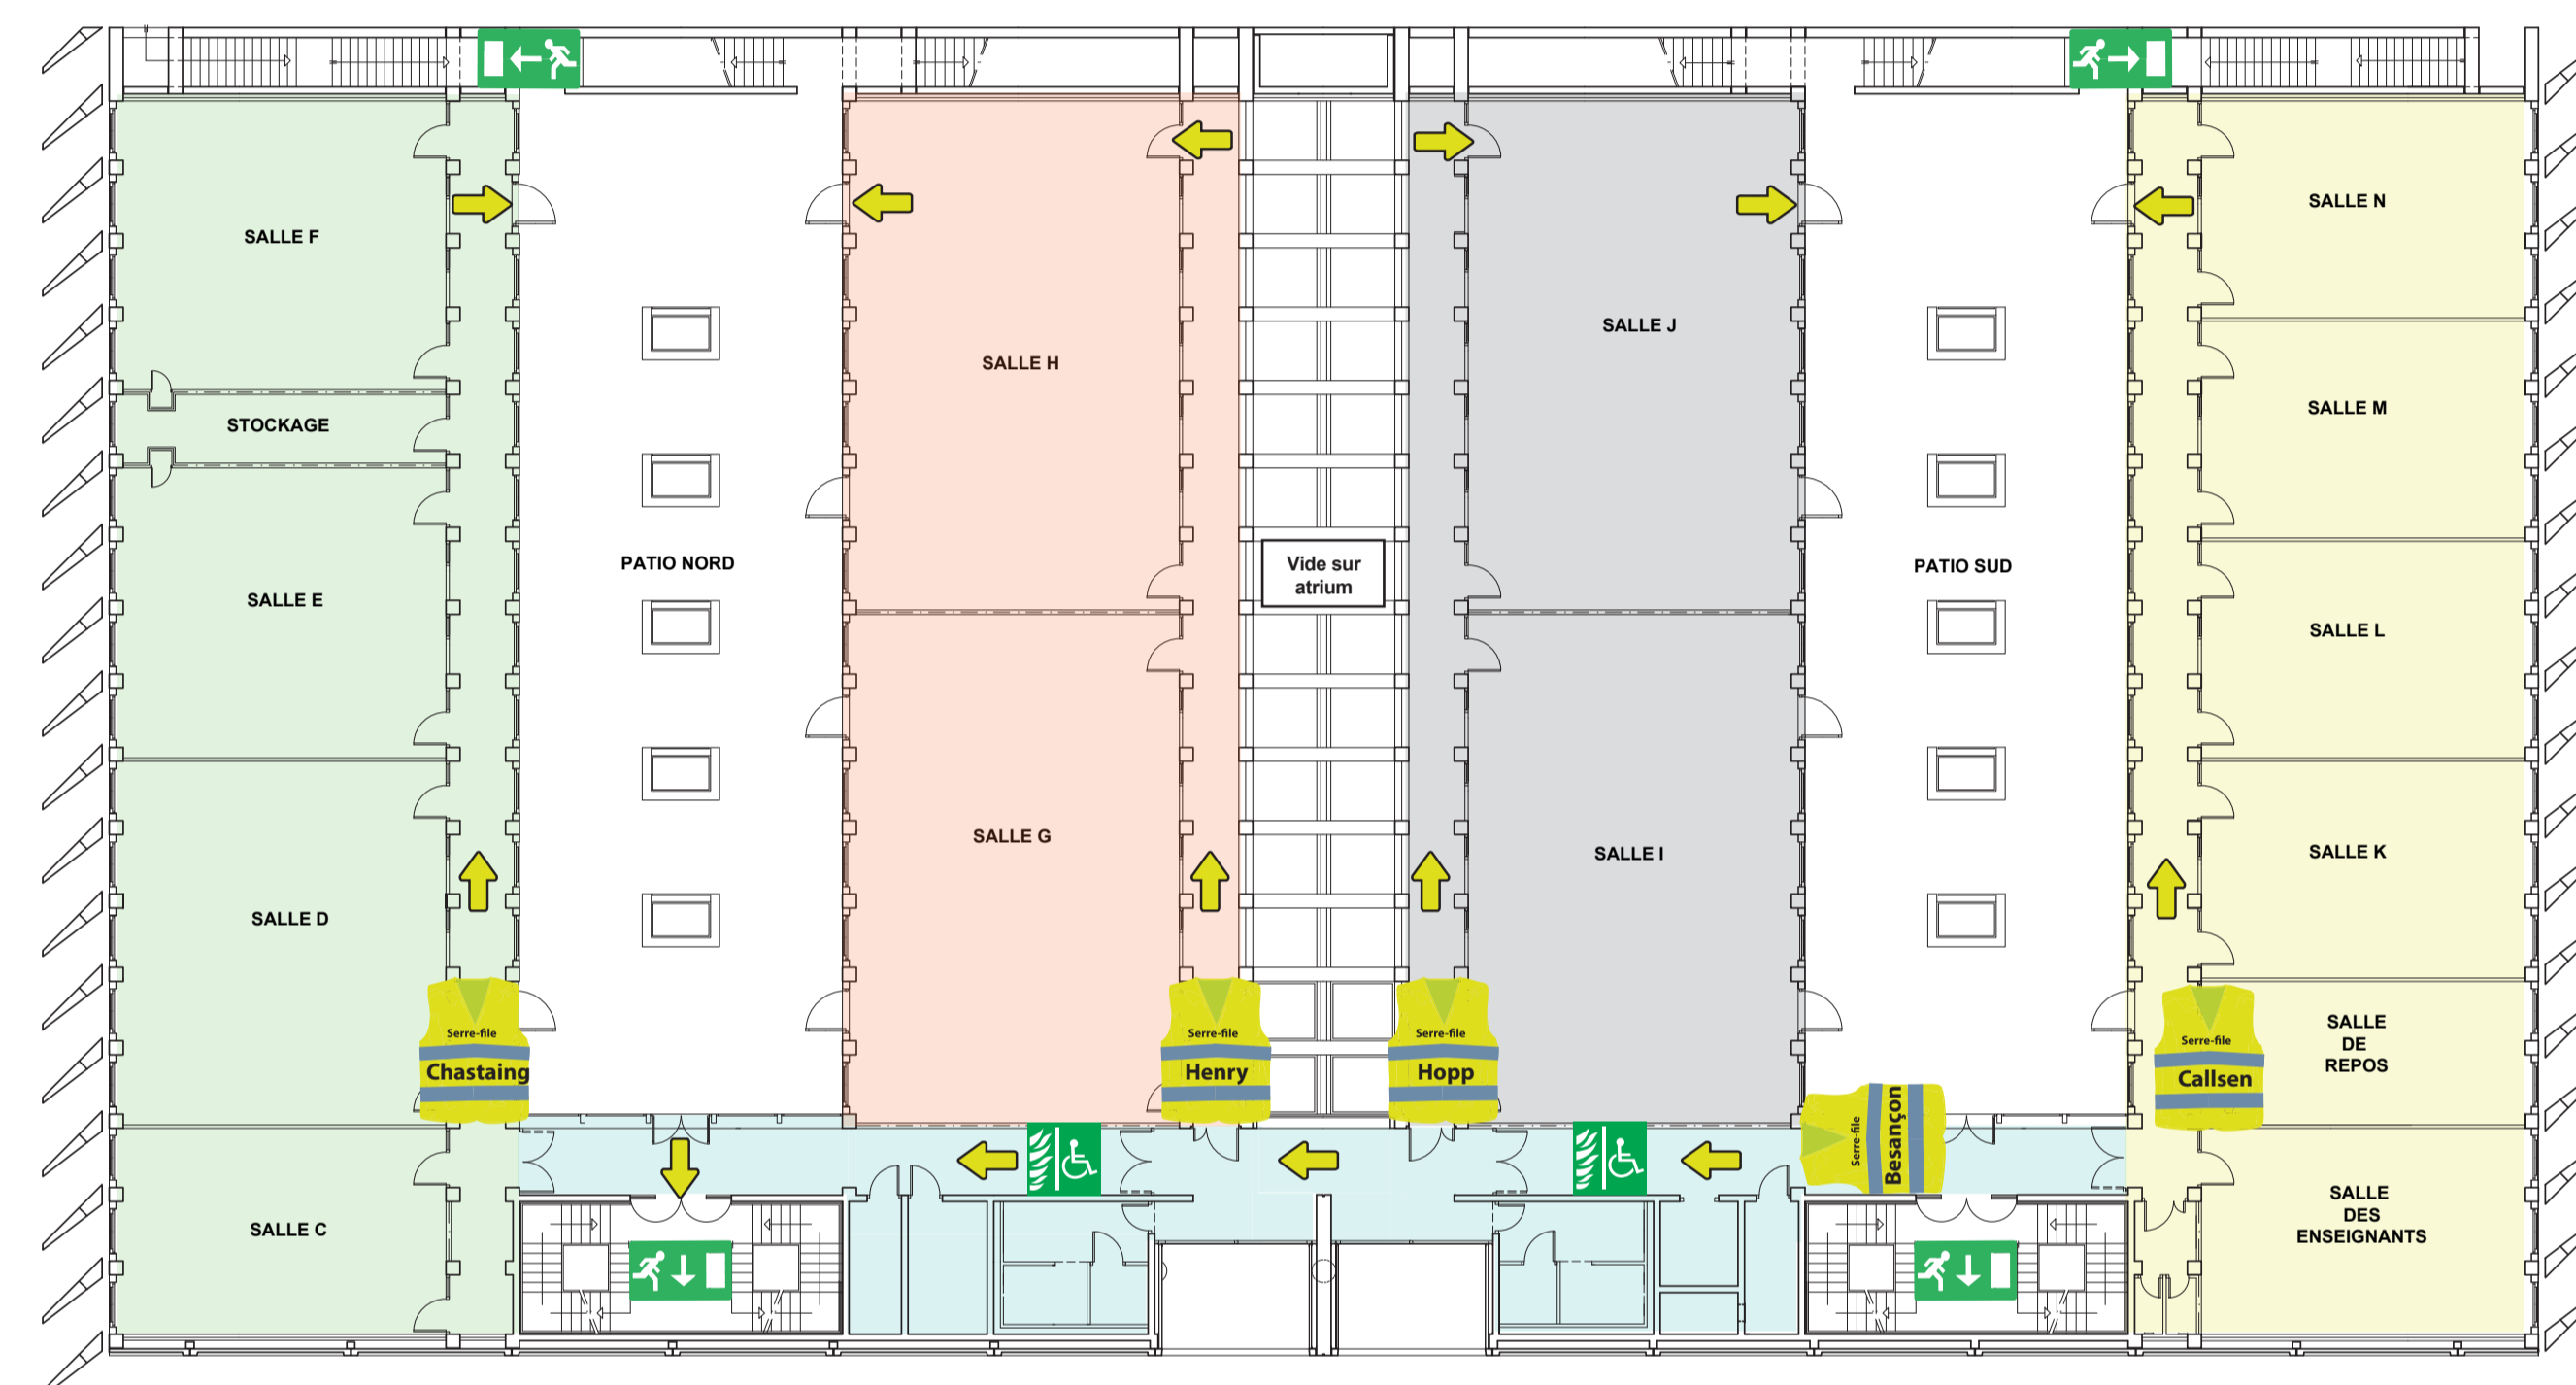 SALLE F
STOCKAGE
SALLE E
SALLE D
SALLE C
PATIO NORD
SALLE H
SALLE G
Vide sur
atrium
SALLE J
SALLE I
PATIO SUD
SALLE N
SALLE M
SALLE L
SALLE K
SALLE
DE
REPOS
SALLE
DES
ENSEIGNANTS
Serre-file
Chastaing
Serre-file
Henry
Serre-file
Hopp
Serre-file
Besançon
Serre-file
Callsen